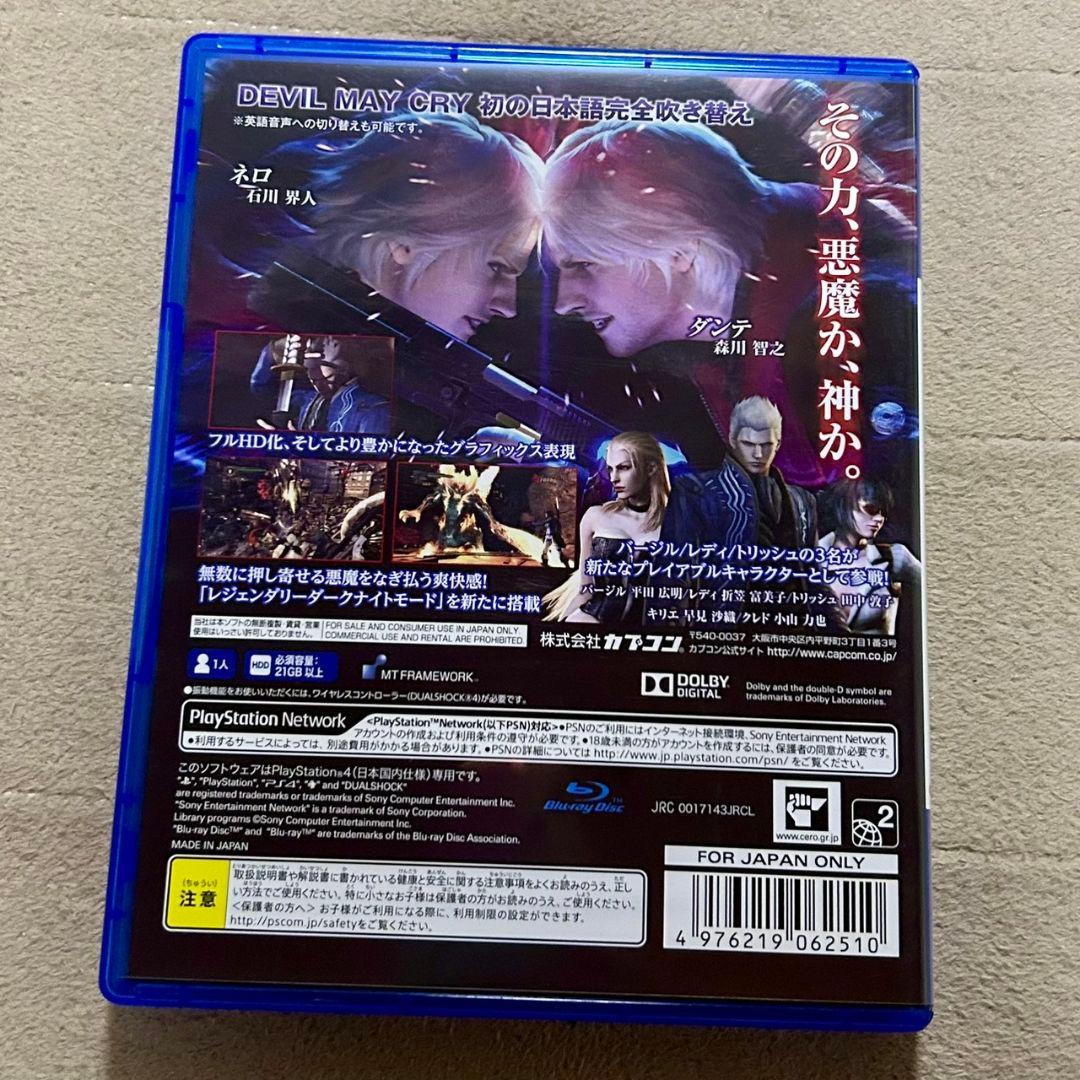 DEVIL MAY CRY 初の日本語完全吹き替え
※英語音声への切り替えも可能です。
その力、悪魔か、神か。
ネロ
石川 界人
ダンテ
森川 智之
フルHD化、そしてより豊かになったグラフィックス表現
無数に押し寄せる悪魔をなぎ払う爽快感!
「レジェンダリーダークナイトモード」を新たに搭載
バージル/レディ/トリッシュの3名が
新たなプレイアブルキャラクターとして参戦!
バージル 平田 広明/レディ 折笠 富美子/トリッシュ 田中 敦子
キリエ 早見 沙織/クレド 小山 力也
当社は本ソフトの無断複製・賃貸・営業
使用はいっさい許可しておりません。
FOR SALE AND CONSUMER USE IN JAPAN ONLY.
COMMERCIAL USE AND RENTAL ARE PROHIBITED.
株式会社 カプコン
〒540-0037 大阪市中央区内平野町3丁目1番3号
カプコン公式サイト http://www.capcom.co.jp/
1人
HDD 必須容量:
21GB以上
MT FRAMEWORK™
DOLBY
DIGITAL
Dolby and the double-D symbol are
trademarks of Dolby Laboratories.
●振動機能をお使いいただくには、ワイヤレスコントローラー(DUALSHOCK®4)が必要です。
PlayStation Network
<PlayStation™Network(以下PSN)対応>●PSNのご利用にはインターネット接続環境、Sony Entertainment Network
アカウントの作成および利用条件の遵守が必要です。●18歳未満の方がアカウントを作成するには、保護者の同意が必要です。
●利用するサービスによっては、別途費用がかかる場合があります。●PSNの詳細については http://www.jp.playstation.com/psn/ をご覧ください。
このソフトウェアはPlayStation®4(日本国内仕様)専用です。
"PlayStation", "PS4", and "DUALSHOCK"
are registered trademarks or trademarks of Sony Computer Entertainment Inc.
"Sony Entertainment Network" is a trademark of Sony Corporation.
Library programs ©Sony Computer Entertainment Inc.
"Blu-ray Disc™" and "Blu-ray™" are trademarks of the Blu-ray Disc Association.
MADE IN JAPAN
Blu-ray Disc™
JRC 0017143JRCL
www.cero.gr.jp
2
FOR JAPAN ONLY
4 976219 062510
(ちゅうい)
注意
取扱説明書や解説書に書かれている健康と安全に関する注意事項をよくお読みのうえ、正し
い方法でご使用ください。特に小さなお子様は保護者の方がお読みのうえ、ご使用ください。
<保護者の方へ> お子様がご利用になる際に、利用制限の設定ができます。
http://pscom.jp/safetyをご覧ください。